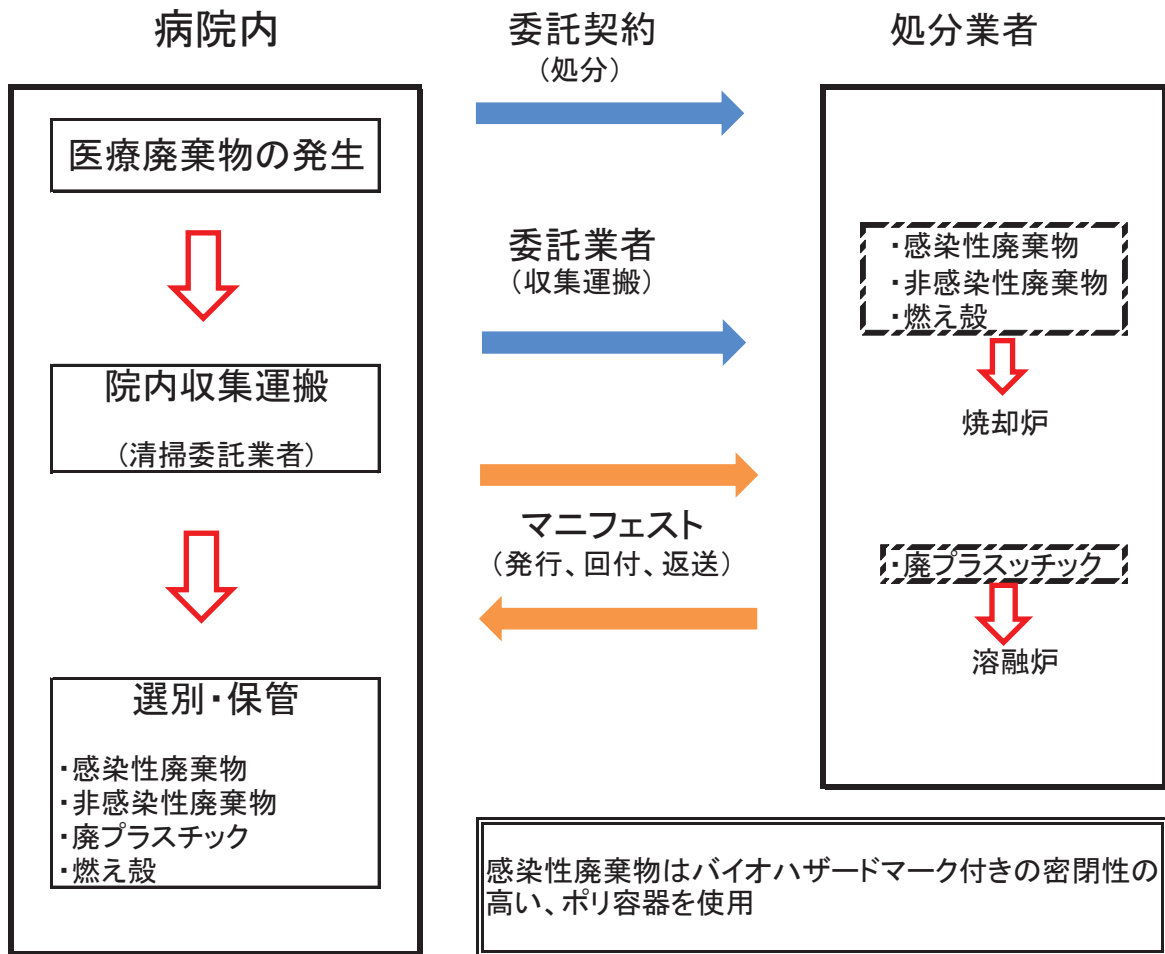 病院内
医療廃棄物の発生
院内収集運搬
(清掃委託業者)
選別・保管
・感染性廃棄物
・非感染性廃棄物
・廃プラスチック
・燃え殻
委託契約
(処分)
委託業者
(収集運搬)
マニフェスト
(発行、回付、返送)
処分業者
・感染性廃棄物
・非感染性廃棄物
・燃え殻
焼却炉
・廃プラスッチック
溶融炉
感染性廃棄物はバイオハザードマーク付きの密閉性の
高い、ポリ容器を使用